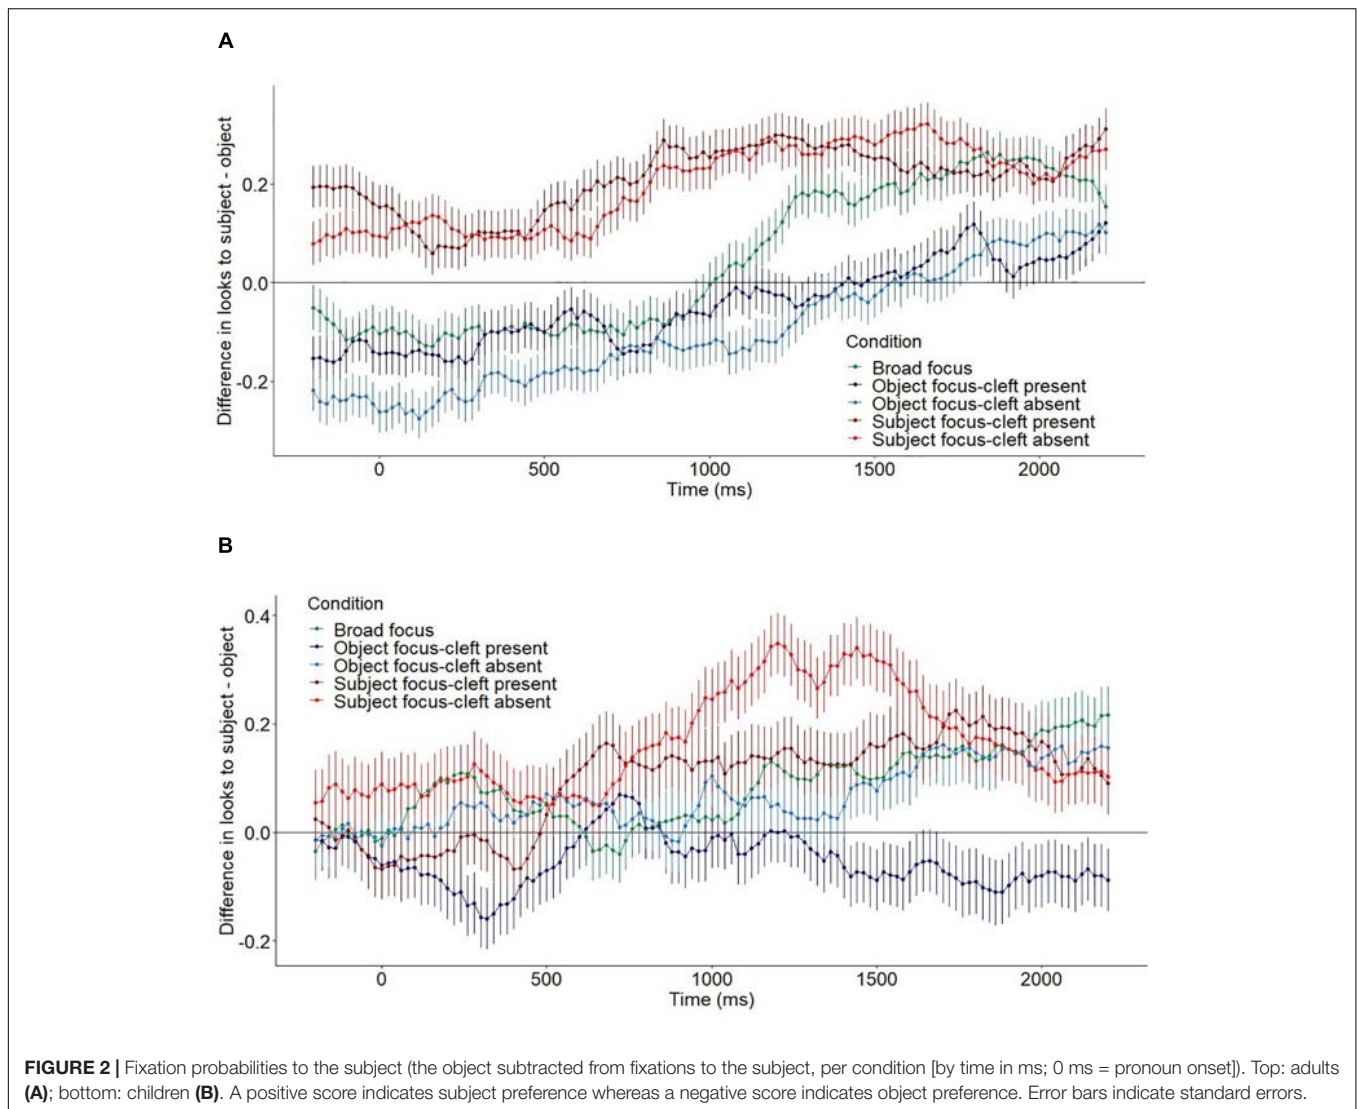 A
Difference in looks to subject - object
0.2
0.0
-0.2
Condition
Broad focus
Object focus-cleft present
Object focus-cleft absent
Subject focus-cleft present
Subject focus-cleft absent
0 500 1000 1500 2000
Time (ms)
B
Difference in looks to subject - object
0.4
0.2
0.0
-0.2
Condition
Broad focus
Object focus-cleft present
Object focus-cleft absent
Subject focus-cleft present
Subject focus-cleft absent
0 500 1000 1500 2000
Time (ms)
FIGURE 2 | Fixation probabilities to the subject (the object subtracted from fixations to the subject, per condition [by time in ms; 0 ms = pronoun onset]). Top: adults
(A); bottom: children (B). A positive score indicates subject preference whereas a negative score indicates object preference. Error bars indicate standard errors.